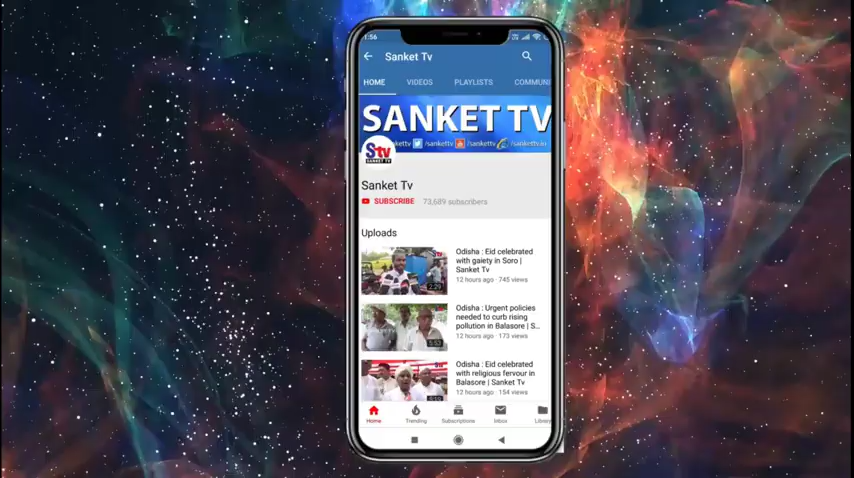 1:56
Sanket Tv
HOME VIDEOS PLAYLISTS COMMUNI
SANKET TV
/sankettv /sankettv /sankettv.in
Stv
SANKET TV
Sanket Tv
SUBSCRIBE 73,689 subscribers
Uploads
Odisha : Eid celebrated
with gaiety in Soro |
Sanket Tv
12 hours ago · 745 views
2:29
Odisha : Urgent policies
needed to curb rising
pollution in Balasore | S...
12 hours ago · 173 views
5:53
Odisha : Eid celebrated
with religious fervour in
Balasore | Sanket Tv
12 hours ago · 154 views
Home Trending Subscriptions Inbox Library